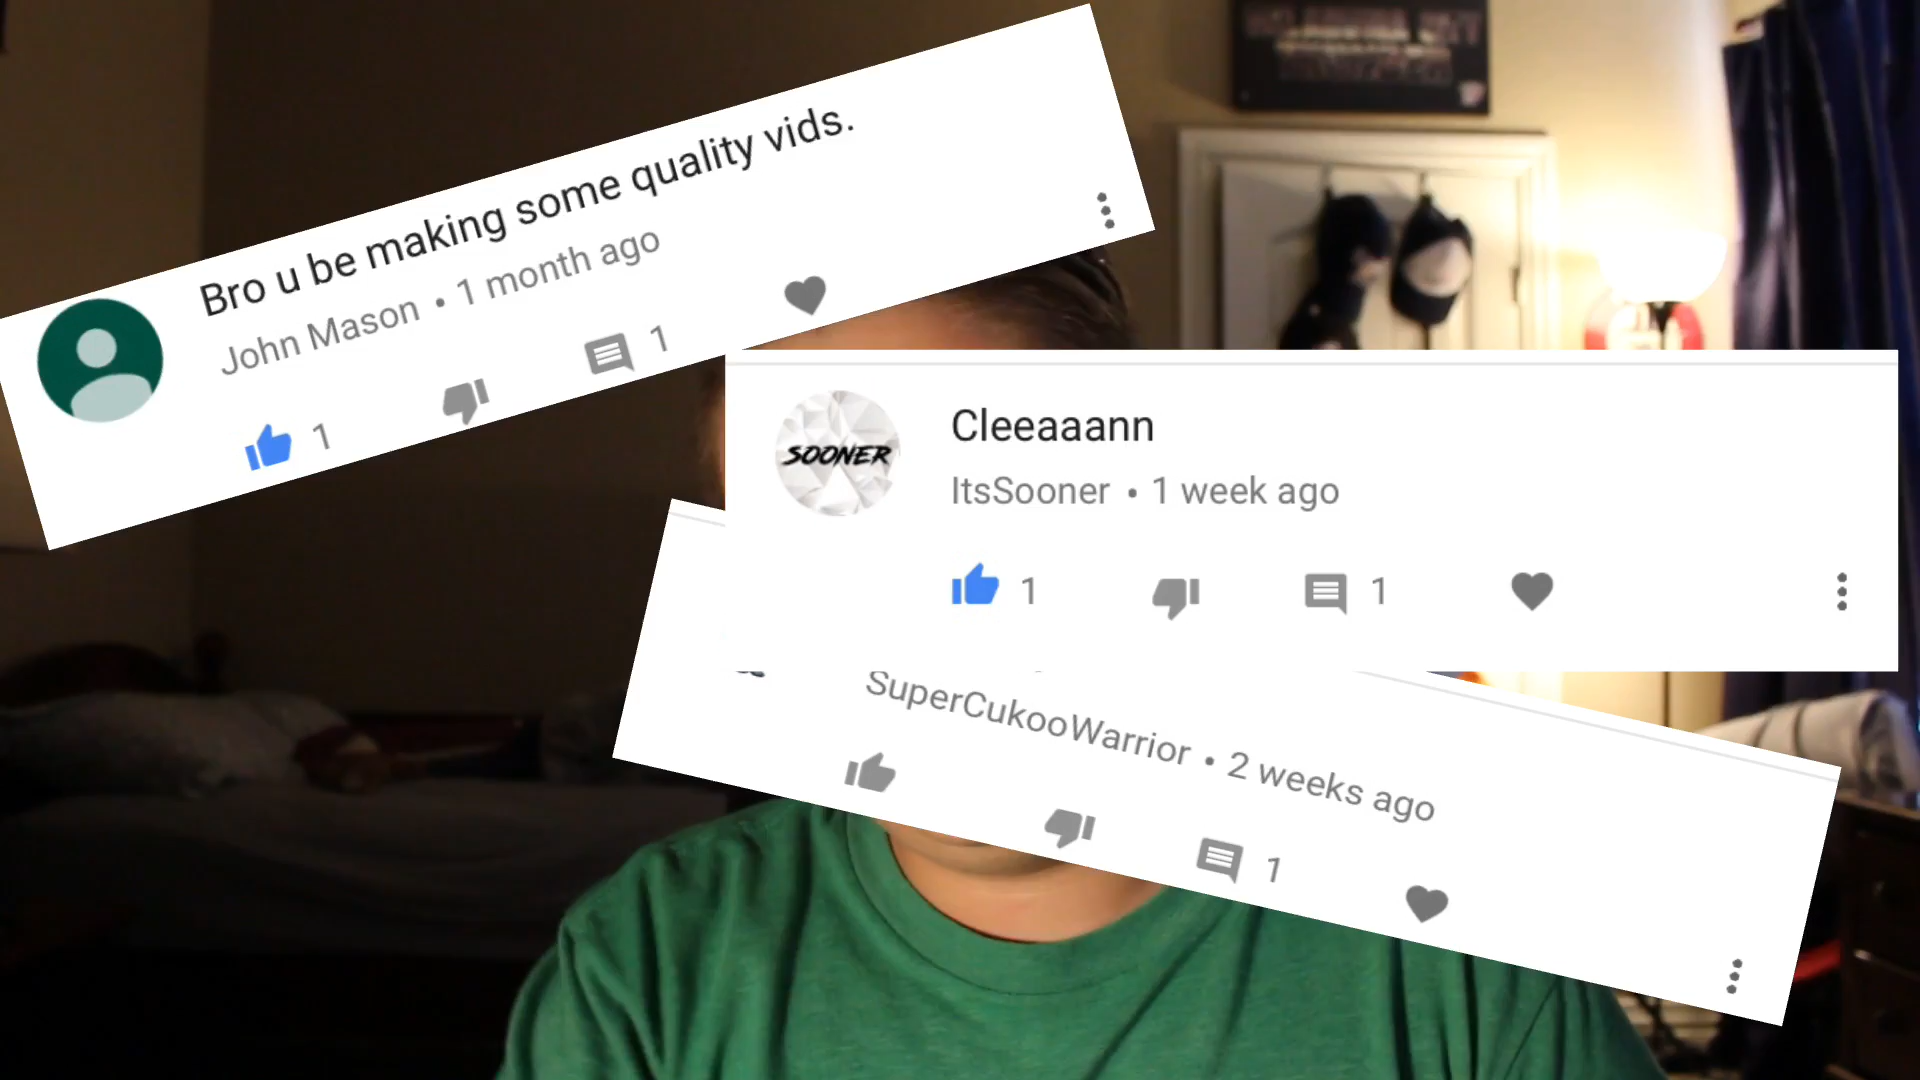 Bro u be making some quality vids.
John Mason • 1 month ago
1
1
SOONER
Cleeaaann
ItsSooner • 1 week ago
1
1
SuperCukooWarrior • 2 weeks ago
1